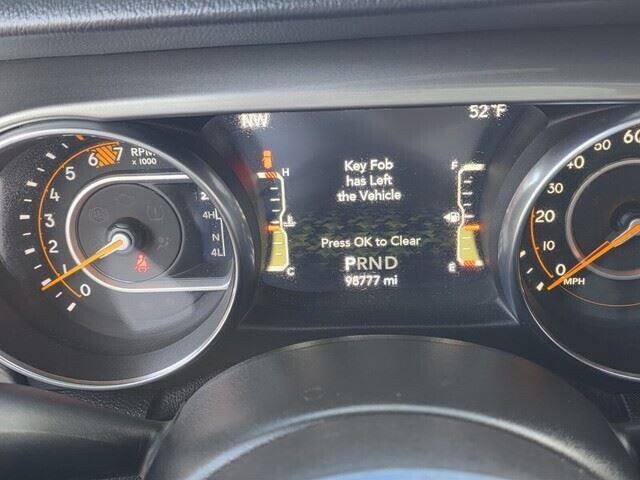 NW
52°F
RPM
x 1000
7
6
5
4
3
2
1
0
4H
N
4L
H
C
Key Fob
has Left
the Vehicle
Press OK to Clear
PRND
98777 mi
F
E
60
40
30
20
10
0
MPH